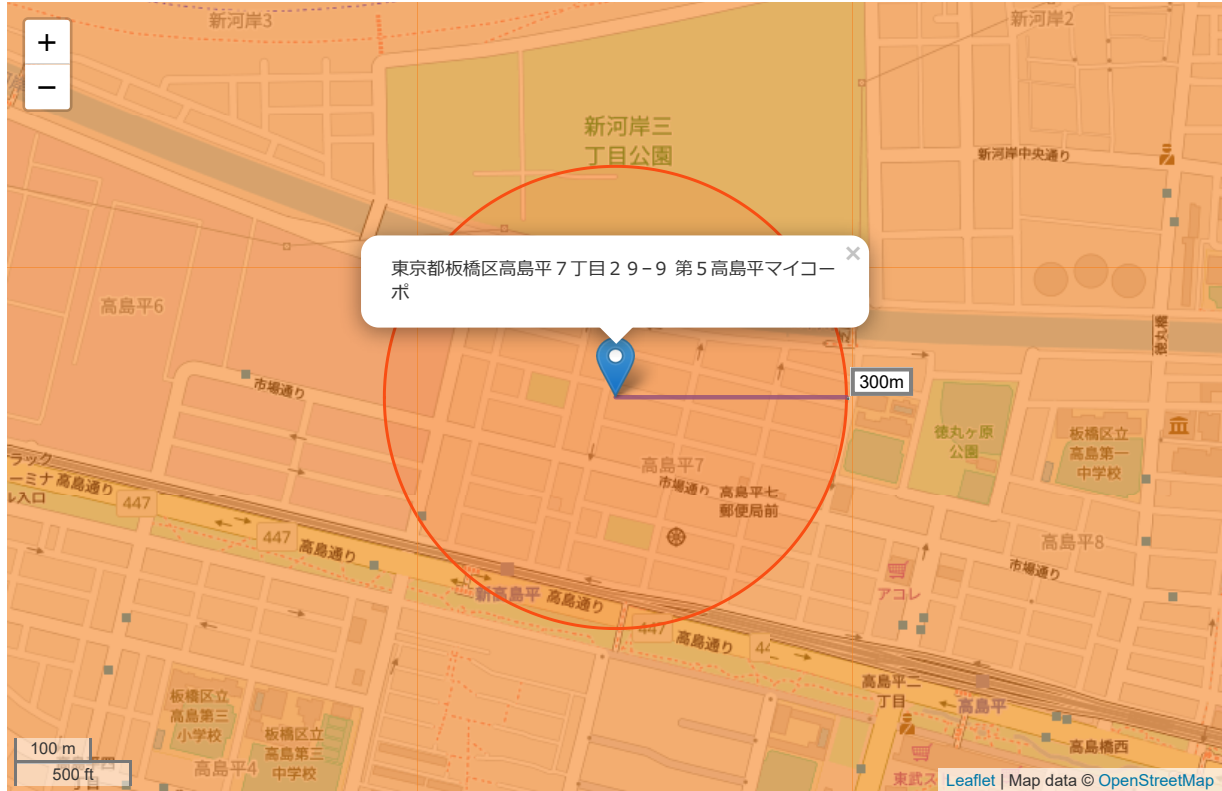 新河岸3
新河岸2
+
−
新河岸三
丁目公園
新河岸中央通り
×
東京都板橋区高島平７丁目２９−９ 第５高島平マイコー
ポ
高島平6
徳丸橋
300m
市場通り
徳丸ヶ原
公園
板橋区立
高島第一
中学校
ラック
ーミナ
ル入口
高島通り
447
高島平7
市場通り
高島平七
郵便局前
447
高島通り
高島平8
市場通り
アコレ
新高島平
高島通り
447
高島通り
44
高島平二
丁目
高島平
板橋区立
高島第三
小学校
板橋区立
高島第三
中学校
高島平4
高島橋西
東武ス
100 m
500 ft
丁目
Leaflet | Map data © OpenStreetMap